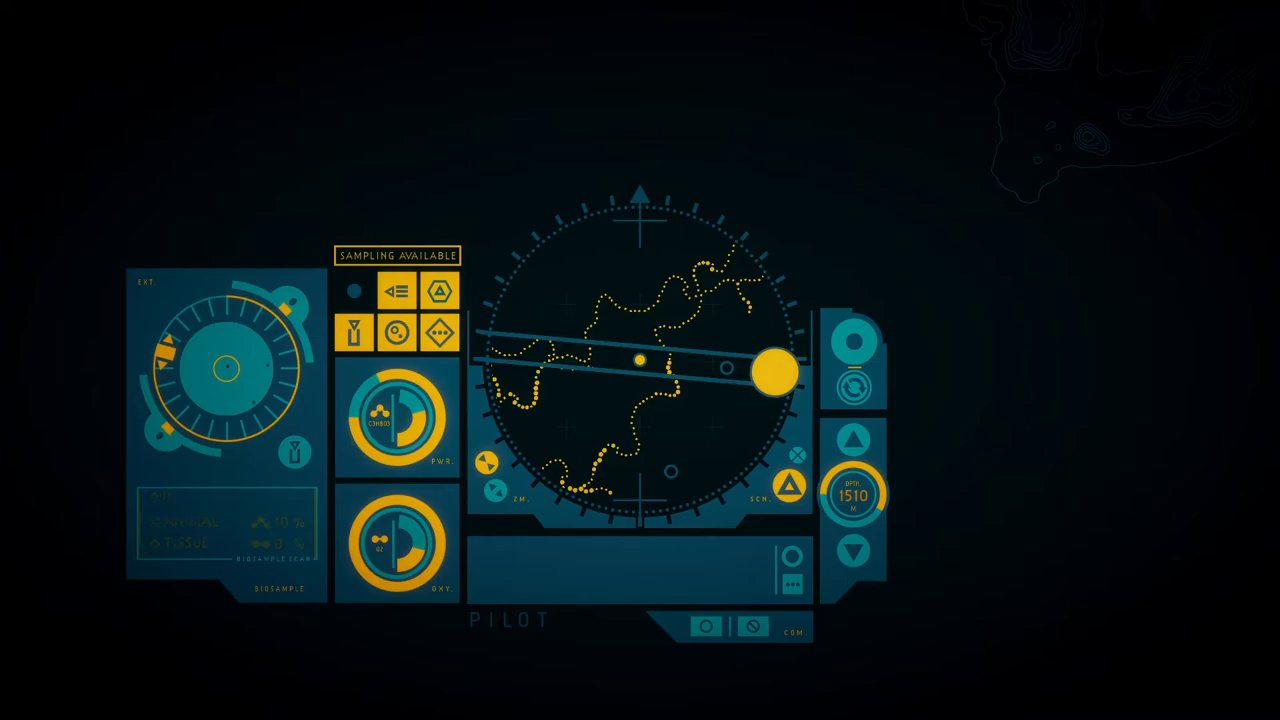 SAMPLING AVAILABLE
EXT.
C3H8O3
PWR.
ANIMAL 10 %
TISSUE 0 %
BIOSAMPLE SCAN
BIOSAMPLE
O2
OXY.
ZM.
SCN.
DPTH.
1510
M
PILOT
COM.